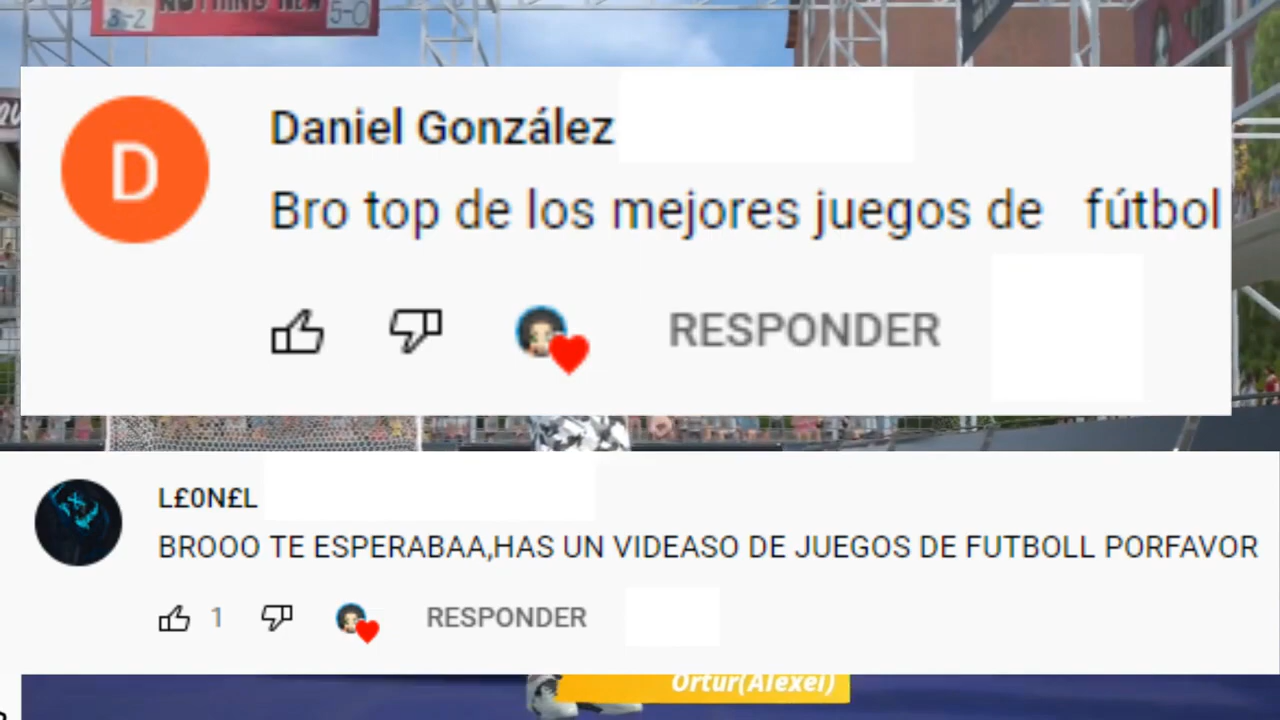 NOTHING NEW
3-2
5-0
D
Daniel González
Bro top de los mejores juegos de fútbol
RESPONDER
L£0N£L
BROOO TE ESPERABAA,HAS UN VIDEASO DE JUEGOS DE FUTBOLL PORFAVOR
1
RESPONDER
Ortur(Alexel)